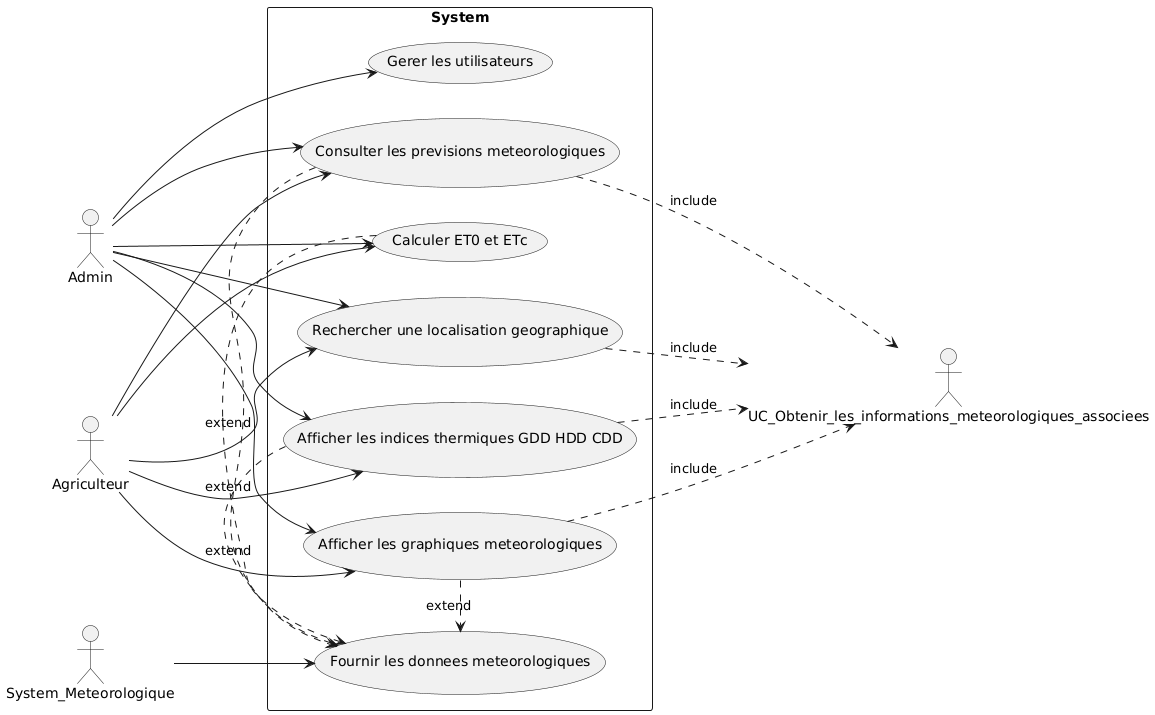 System
Gerer les utilisateurs
Consulter les previsions meteorologiques
include
Calculer ET0 et ETc
Admin
Rechercher une localisation geographique
include
include
UC_Obtenir_les_informations_meteorologiques_associees
extend
Afficher les indices thermiques GDD HDD CDD
include
Agriculteur
extend
Afficher les graphiques meteorologiques
extend
extend
Fournir les donnees meteorologiques
System_Meteorologique